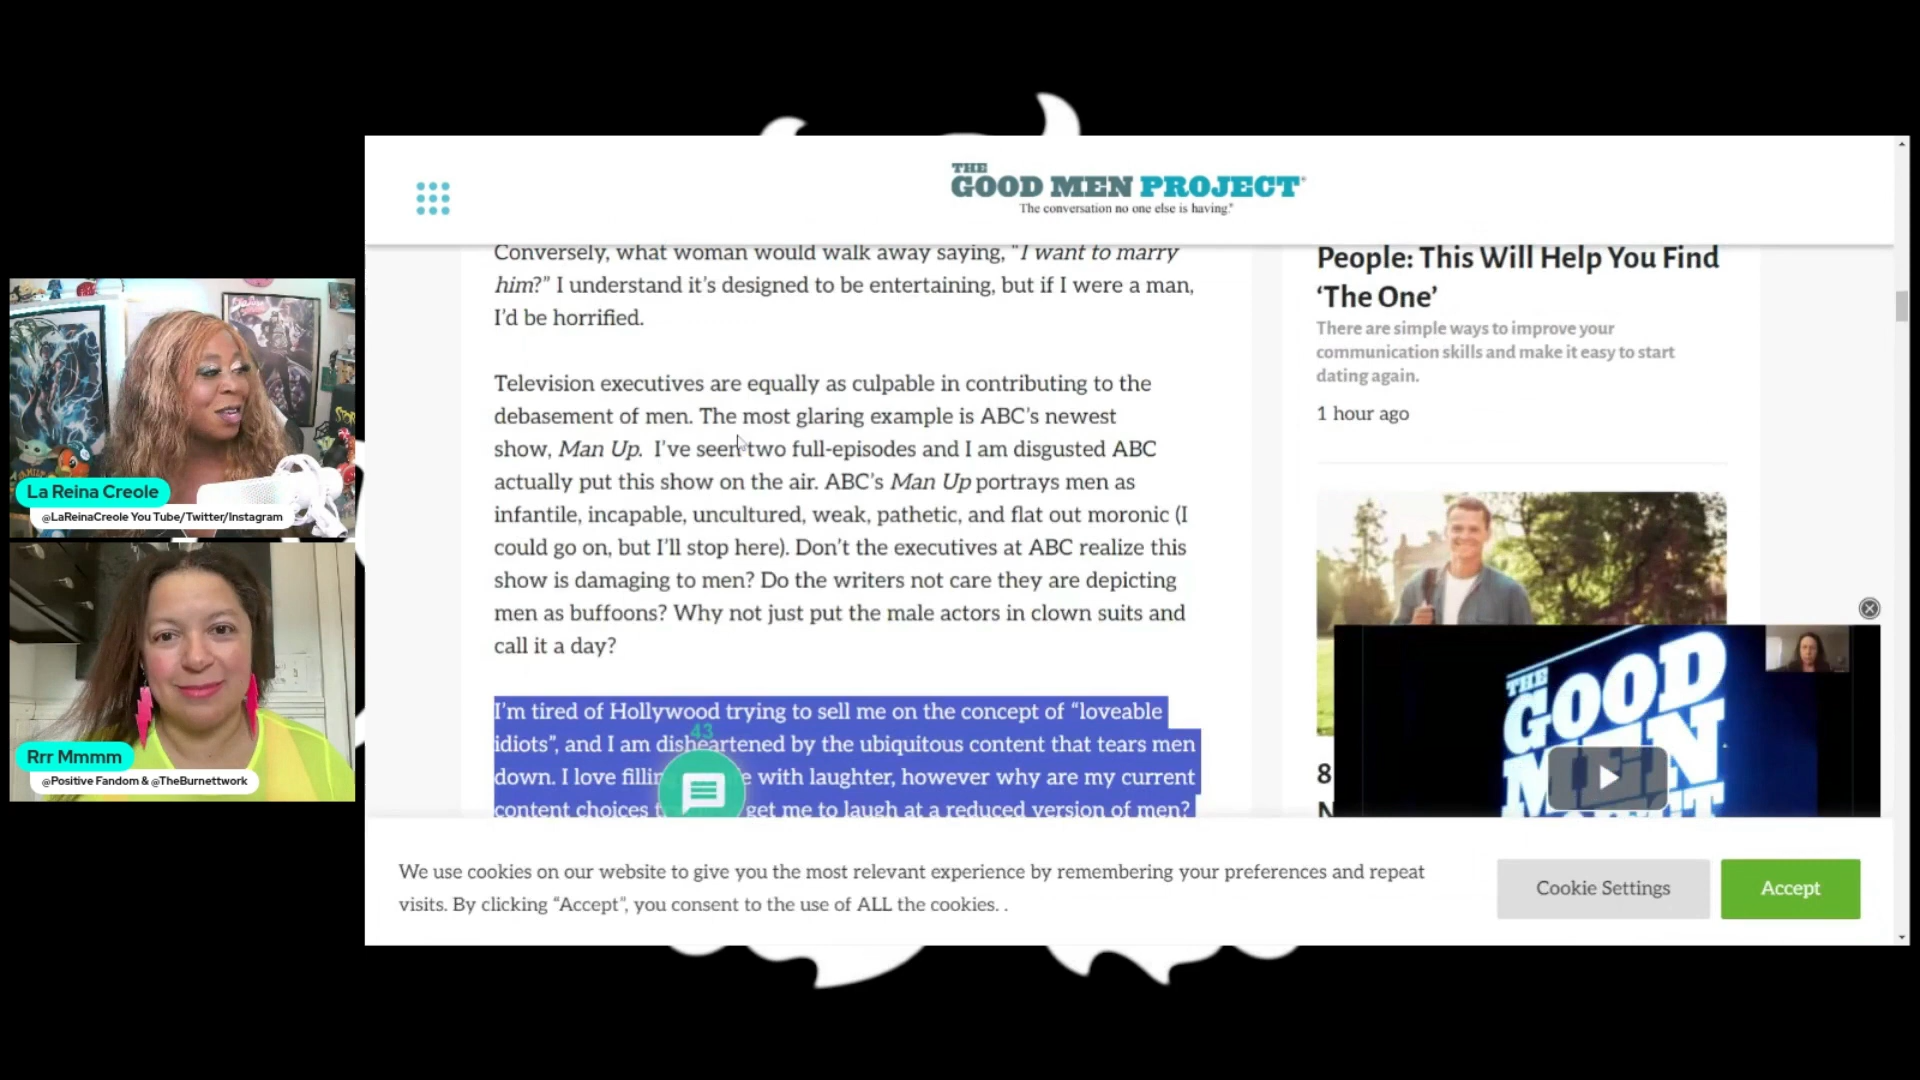 THE
GOOD MEN PROJECT
The conversation no one else is having.
Conversely, what woman would walk away saying, "I want to marry
him?" I understand it's designed to be entertaining, but if I were a man,
I'd be horrified.
Television executives are equally as culpable in contributing to the
debasement of men. The most glaring example is ABC's newest
show, Man Up. I've seen two full-episodes and I am disgusted ABC
actually put this show on the air. ABC's Man Up portrays men as
infantile, incapable, uncultured, weak, pathetic, and flat out moronic (I
could go on, but I'll stop here). Don't the executives at ABC realize this
show is damaging to men? Do the writers not care they are depicting
men as buffoons? Why not just put the male actors in clown suits and
call it a day?
I'm tired of Hollywood trying to sell me on the concept of "loveable
idiots", and I am disheartened by the ubiquitous content that tears men
down. I love with laughter, however why are my current
content choices get me to laugh at a reduced version of men?
43
People: This Will Help You Find
'The One'
There are simple ways to improve your
communication skills and make it easy to start
dating again.
1 hour ago
8
THE
GOOD
MEN
La Reina Creole
@LaReinaCreole You Tube/Twitter/Instagram
Rrr Mmmm
@Positive Fandom & @TheBurnettwork
We use cookies on our website to give you the most relevant experience by remembering your preferences and repeat
visits. By clicking "Accept", you consent to the use of ALL the cookies. .
Cookie Settings
Accept